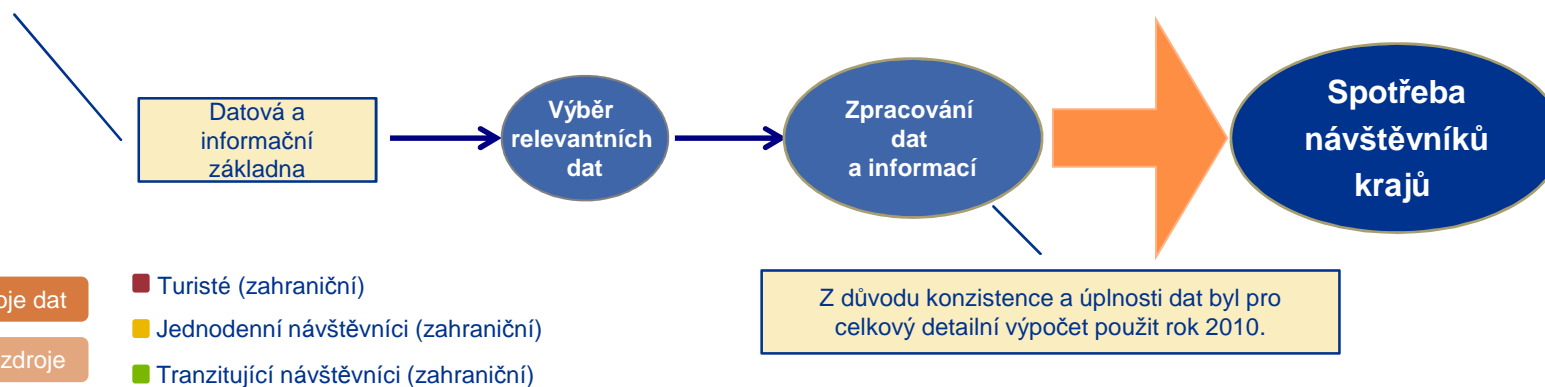 Datová a
informační
základna
Výběr
relevantních
dat
Zpracování
dat
a informací
Spotřeba
návštěvníků
krajů
Z důvodu konzistence a úplnosti dat byl pro
celkový detailní výpočet použit rok 2010.
dat
zdroje
Turisté (zahraniční)
Jednodenní návštěvníci (zahraniční)
Tranzitující návštěvníci (zahraniční)